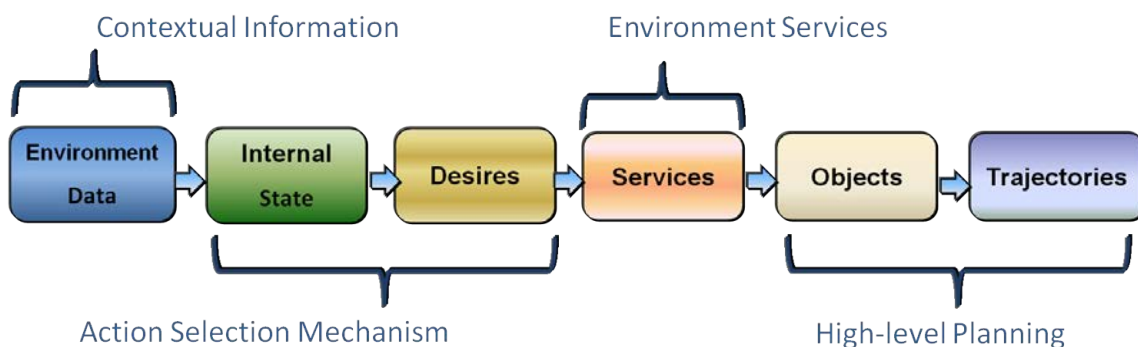 Contextual Information
Environment Services
Environment
Data
Internal
State
Desires
Services
Objects
Trajectories
Action Selection Mechanism
High-level Planning